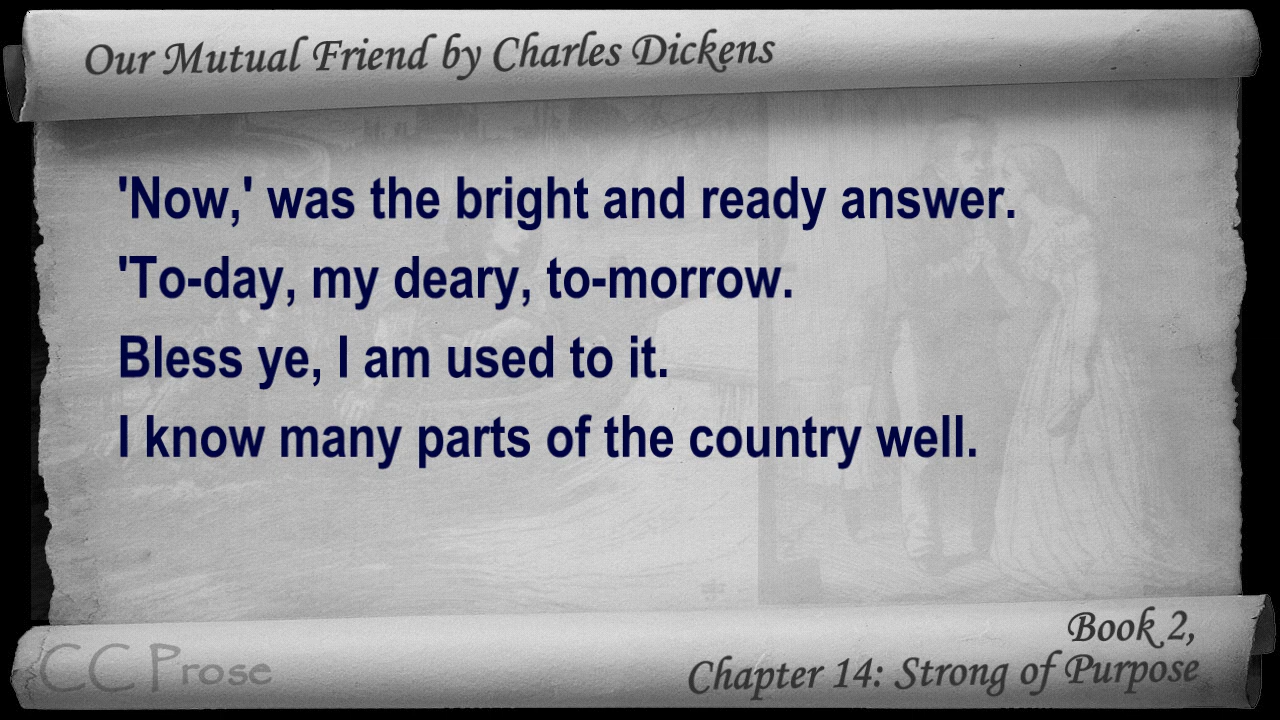 Our Mutual Friend by Charles Dickens
'Now,' was the bright and ready answer.
'To-day, my deary, to-morrow.
Bless ye, I am used to it.
I know many parts of the country well.
Book 2,
CC Prose
Chapter 14: Strong of Purpose